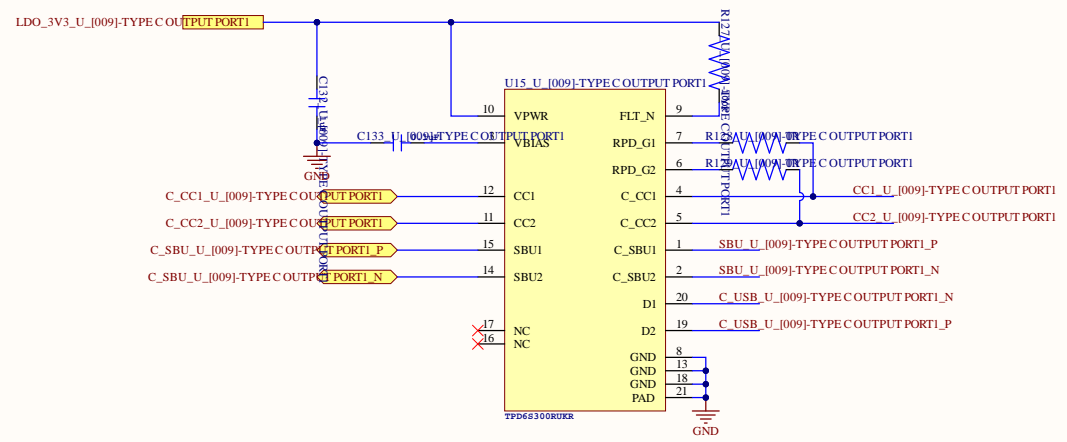 LDO_3V3_U_[009]-TYPE C OUTPUT PORT1
U15_U_[009]-TYPE C OUTPUT PORT1
10 VPWR FLT_N 9
C133_U_[009]-TYPE C OUTPUT PORT1
VBIAS RPD_G1 7
RPD_G2 6
GND
C_CC1_U_[009]-TYPE C OUTPUT PORT1 12 CC1 C_CC1 4 CC1_U_[009]-TYPE C OUTPUT PORT1
C_CC2_U_[009]-TYPE C OUTPUT PORT1 11 CC2 C_CC2 5 CC2_U_[009]-TYPE C OUTPUT PORT1
C_SBU_U_[009]-TYPE C OUTPUT PORT1_P 15 SBU1 C_SBU1 1 SBU_U_[009]-TYPE C OUTPUT PORT1_P
C_SBU_U_[009]-TYPE C OUTPUT PORT1_N 14 SBU2 C_SBU2 2 SBU_U_[009]-TYPE C OUTPUT PORT1_N
D1 20 C_USB_U_[009]-TYPE C OUTPUT PORT1_N
17 NC D2 19 C_USB_U_[009]-TYPE C OUTPUT PORT1_P
16 NC
GND 8
GND 13
GND 18
PAD 21
TPD6S300RUKR
GND